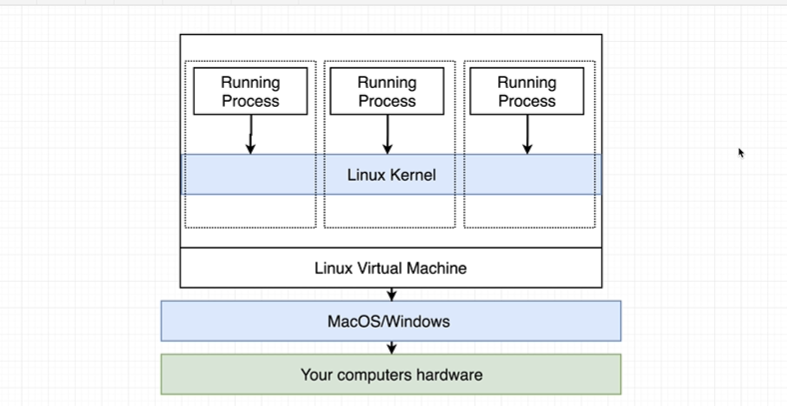 Running
Process
Running
Process
Running
Process
Linux Kernel
Linux Virtual Machine
MacOS/Windows
Your computers hardware